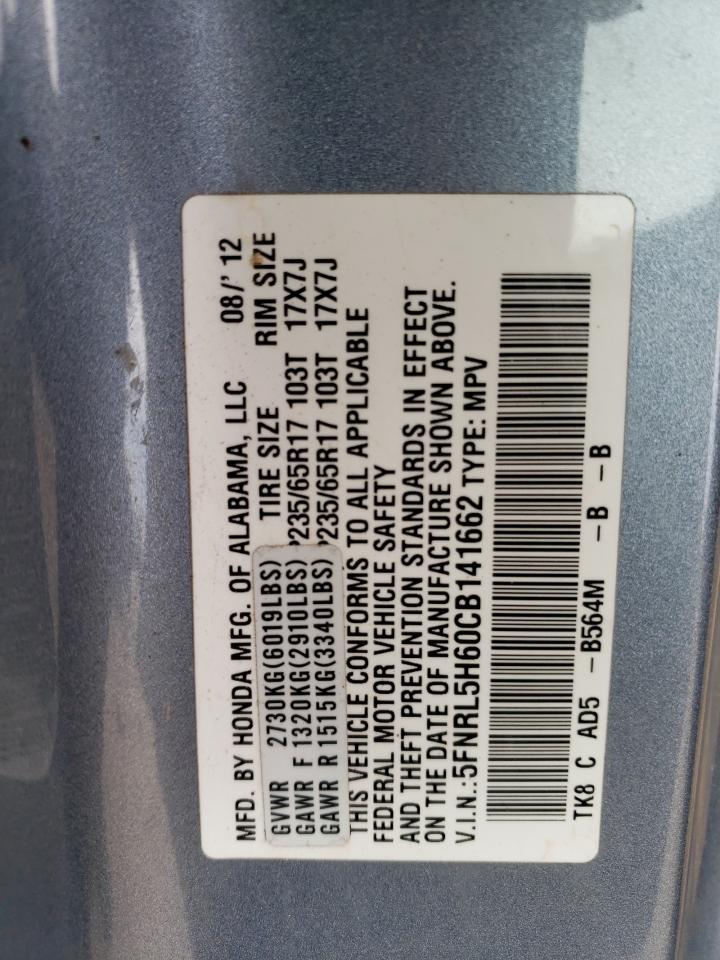 MFD. BY HONDA MFG. OF ALABAMA, LLC 08/' 12
GVWR 2730KG(6019LBS) TIRE SIZE RIM SIZE
GAWR F 1320KG(2910LBS) P235/65R17 103T 17X7J
GAWR R 1515KG(3340LBS) P235/65R17 103T 17X7J
THIS VEHICLE CONFORMS TO ALL APPLICABLE
FEDERAL MOTOR VEHICLE SAFETY
AND THEFT PREVENTION STANDARDS IN EFFECT
ON THE DATE OF MANUFACTURE SHOWN ABOVE.
V.I.N.:5FNRL5H60CB141662 TYPE: MPV
TK8 C AD5 -B564M -B -B